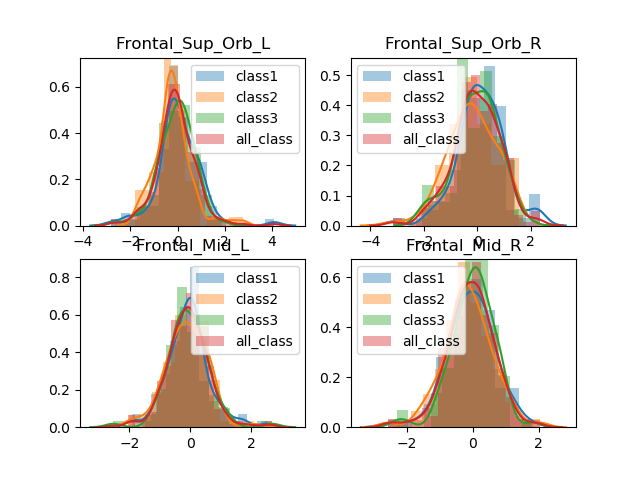 Frontal_Sup_Orb_L
0.6
0.4
0.2
0.0
−4
−2
0
2
4
class1
class2
class3
all_class
Frontal_Sup_Orb_R
0.5
0.4
0.3
0.2
0.1
0.0
−4
−2
0
2
class1
class2
class3
all_class
Frontal_Mid_L
0.8
0.6
0.4
0.2
0.0
−2
0
2
class1
class2
class3
all_class
Frontal_Mid_R
0.6
0.4
0.2
0.0
−2
0
2
class1
class2
class3
all_class